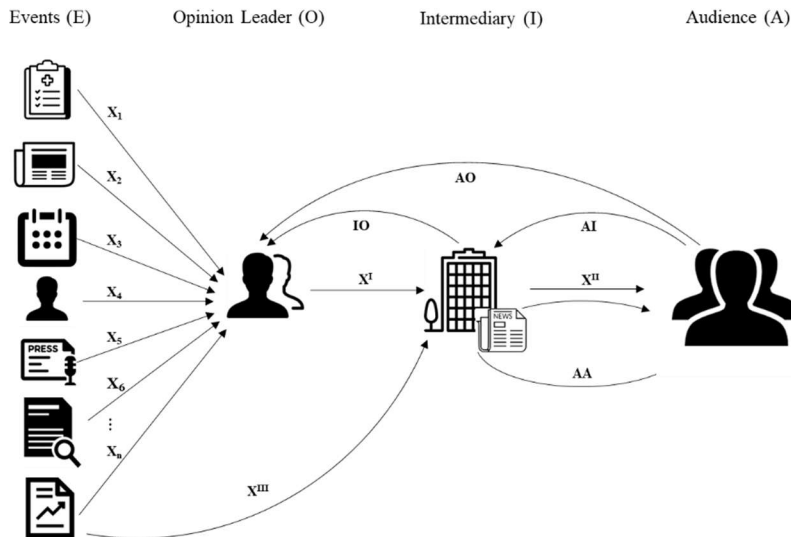 Events (E) Opinion Leader (O) Intermediary (I) Audience (A)
X₁
X₂
AO
X₃
IO
AI
X₄
Xᴵ
Xᴵᴵ
X₅
PRESS
NEWS
X₆
AA
⋮
Xₙ
Xᴵᴵᴵ